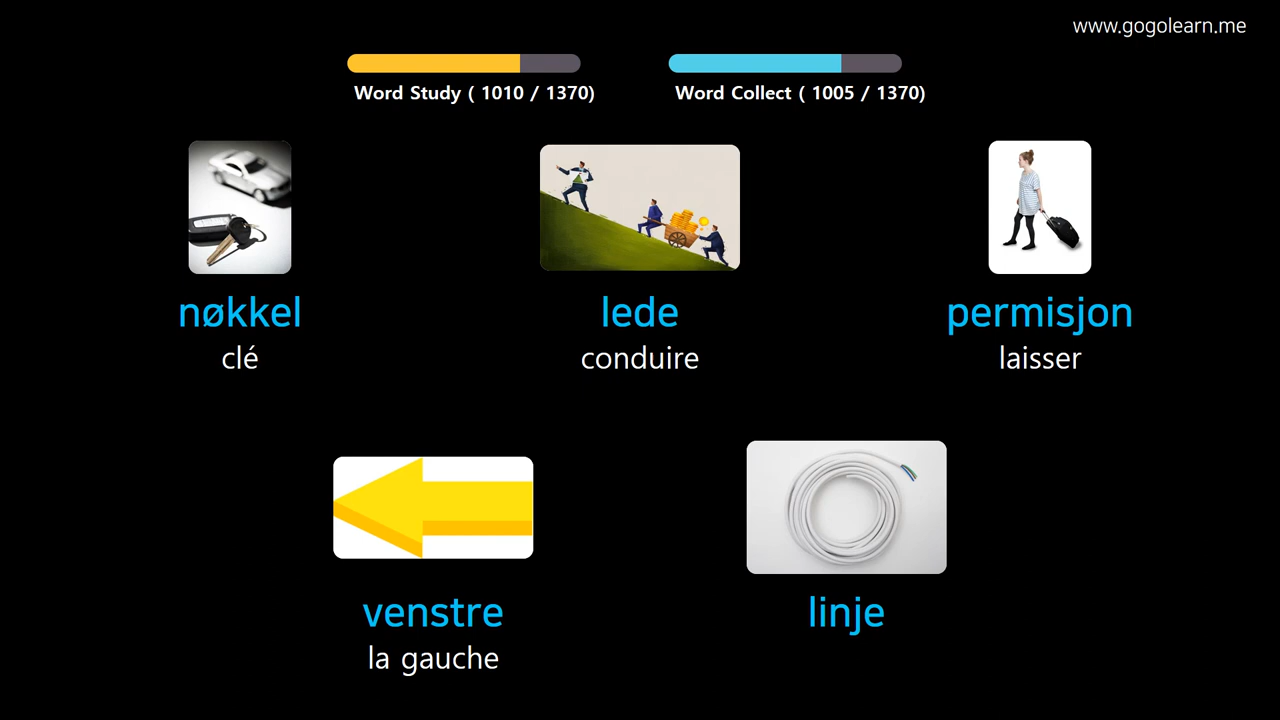 www.gogolearn.me
Word Study ( 1010 / 1370)
Word Collect ( 1005 / 1370)
nøkkel
clé
lede
conduire
permisjon
laisser
venstre
la gauche
linje